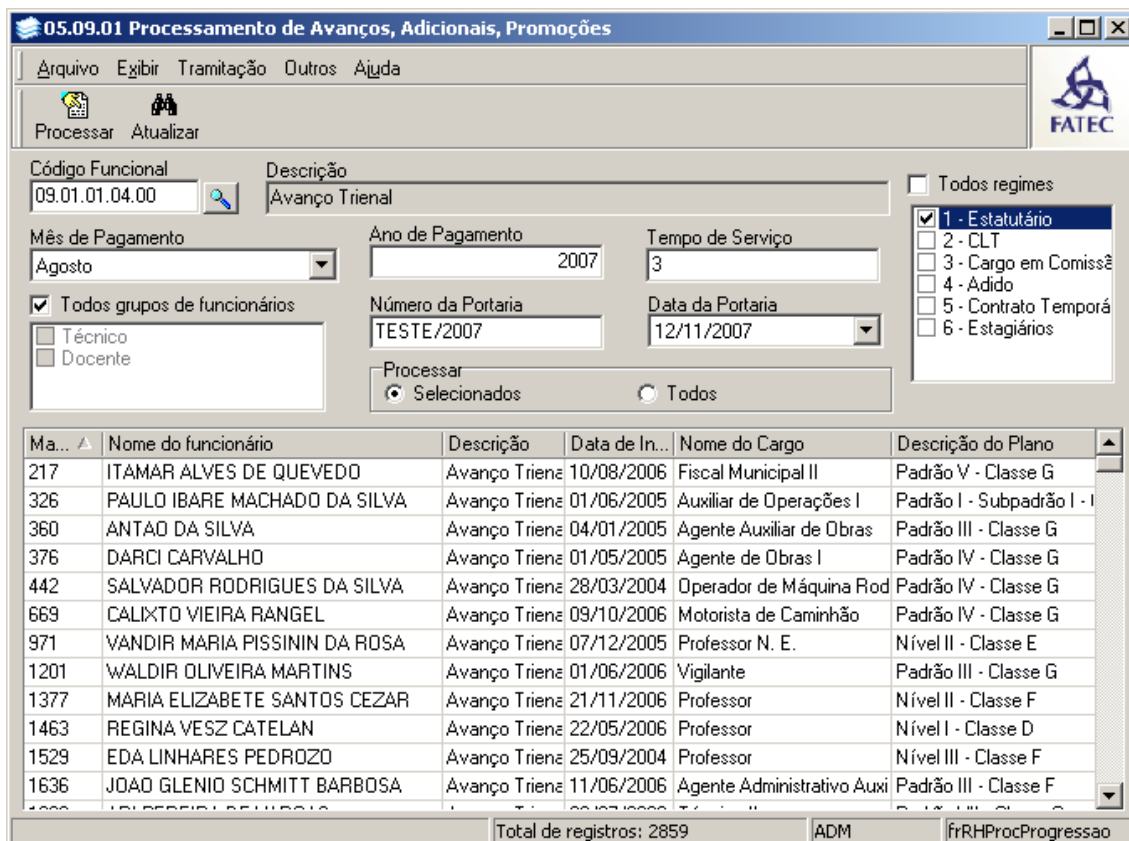 05.09.01 Processamento de Avanços, Adicionais, Promoções
Arquivo Exibir Tramitação Outros Ajuda
Processar Atualizar
FATEC
Código Funcional Descrição
09.01.01.04.00 Avanço Trienal
Todos regimes
1 - Estatutário
2 - CLT
3 - Cargo em Comissã
4 - Adido
5 - Contrato Temporá
6 - Estagiários
Mês de Pagamento Ano de Pagamento Tempo de Serviço
Agosto 2007 3
Todos grupos de funcionários Número da Portaria Data da Portaria
Técnico TESTE/2007 12/11/2007
Docente
Processar
Selecionados Todos
Ma... Nome do funcionário Descrição Data de In... Nome do Cargo Descrição do Plano
217 ITAMAR ALVES DE QUEVEDO Avanço Triena 10/08/2006 Fiscal Municipal II Padrão V - Classe G
326 PAULO IBARE MACHADO DA SILVA Avanço Triena 01/06/2005 Auxiliar de Operações I Padrão I - Subpadrão I -
360 ANTAO DA SILVA Avanço Triena 04/01/2005 Agente Auxiliar de Obras Padrão III - Classe G
376 DARCI CARVALHO Avanço Triena 01/05/2005 Agente de Obras I Padrão IV - Classe G
442 SALVADOR RODRIGUES DA SILVA Avanço Triena 28/03/2004 Operador de Máquina Rod Padrão IV - Classe G
669 CALIXTO VIEIRA RANGEL Avanço Triena 09/10/2006 Motorista de Caminhão Padrão IV - Classe G
971 VANDIR MARIA PISSININ DA ROSA Avanço Triena 07/12/2005 Professor N. E. Nível II - Classe E
1201 WALDIR OLIVEIRA MARTINS Avanço Triena 01/06/2006 Vigilante Padrão III - Classe G
1377 MARIA ELIZABETE SANTOS CEZAR Avanço Triena 21/11/2006 Professor Nível II - Classe F
1463 REGINA VESZ CATELAN Avanço Triena 22/05/2006 Professor Nível I - Classe D
1529 EDA LINHARES PEDROZO Avanço Triena 25/09/2004 Professor Nível III - Classe F
1636 JOAO GLENIO SCHMITT BARBOSA Avanço Triena 11/06/2006 Agente Administrativo Auxi Padrão III - Classe F
Total de registros: 2859 ADM frRHProcProgressao